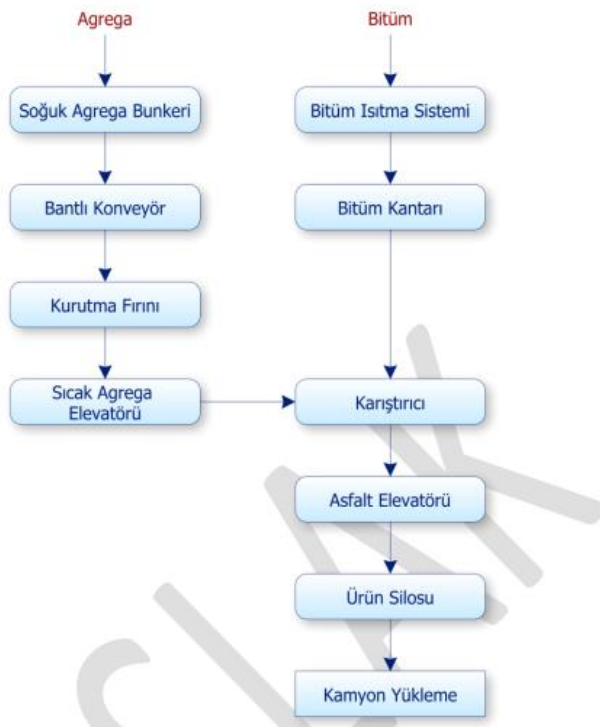 Agrega
Bitüm
Soğuk Agrega Bunkeri
Bitüm Isıtma Sistemi
Bantlı Konveyör
Bitüm Kantarı
Kurutma Fırını
Sıcak Agrega
Elevatörü
Karıştırıcı
Asfalt Elevatörü
Ürün Silosu
Kamyon Yükleme